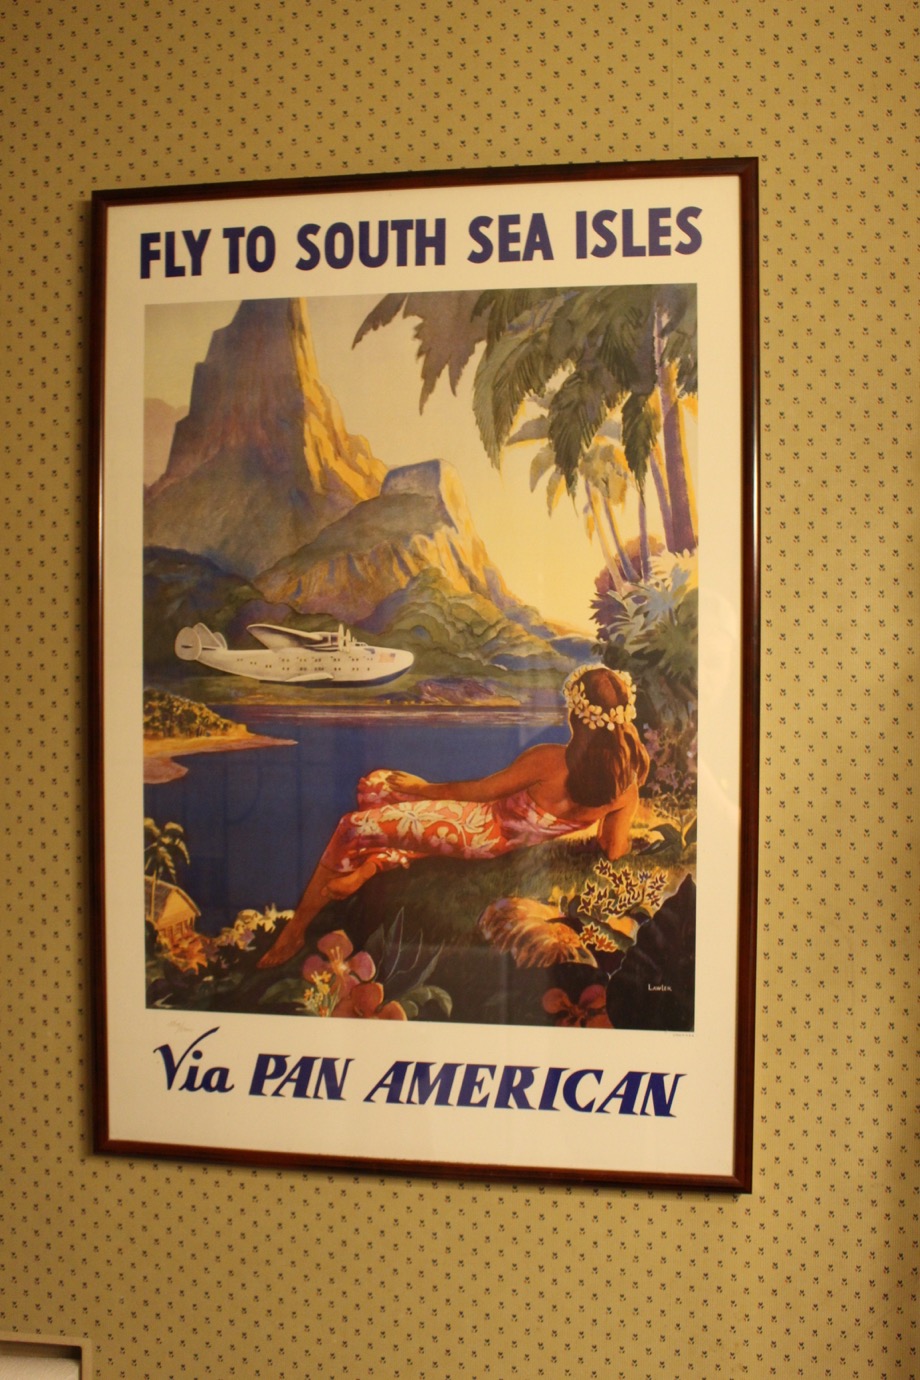 FLY TO SOUTH SEA ISLES
LAWLER
Via PAN AMERICAN